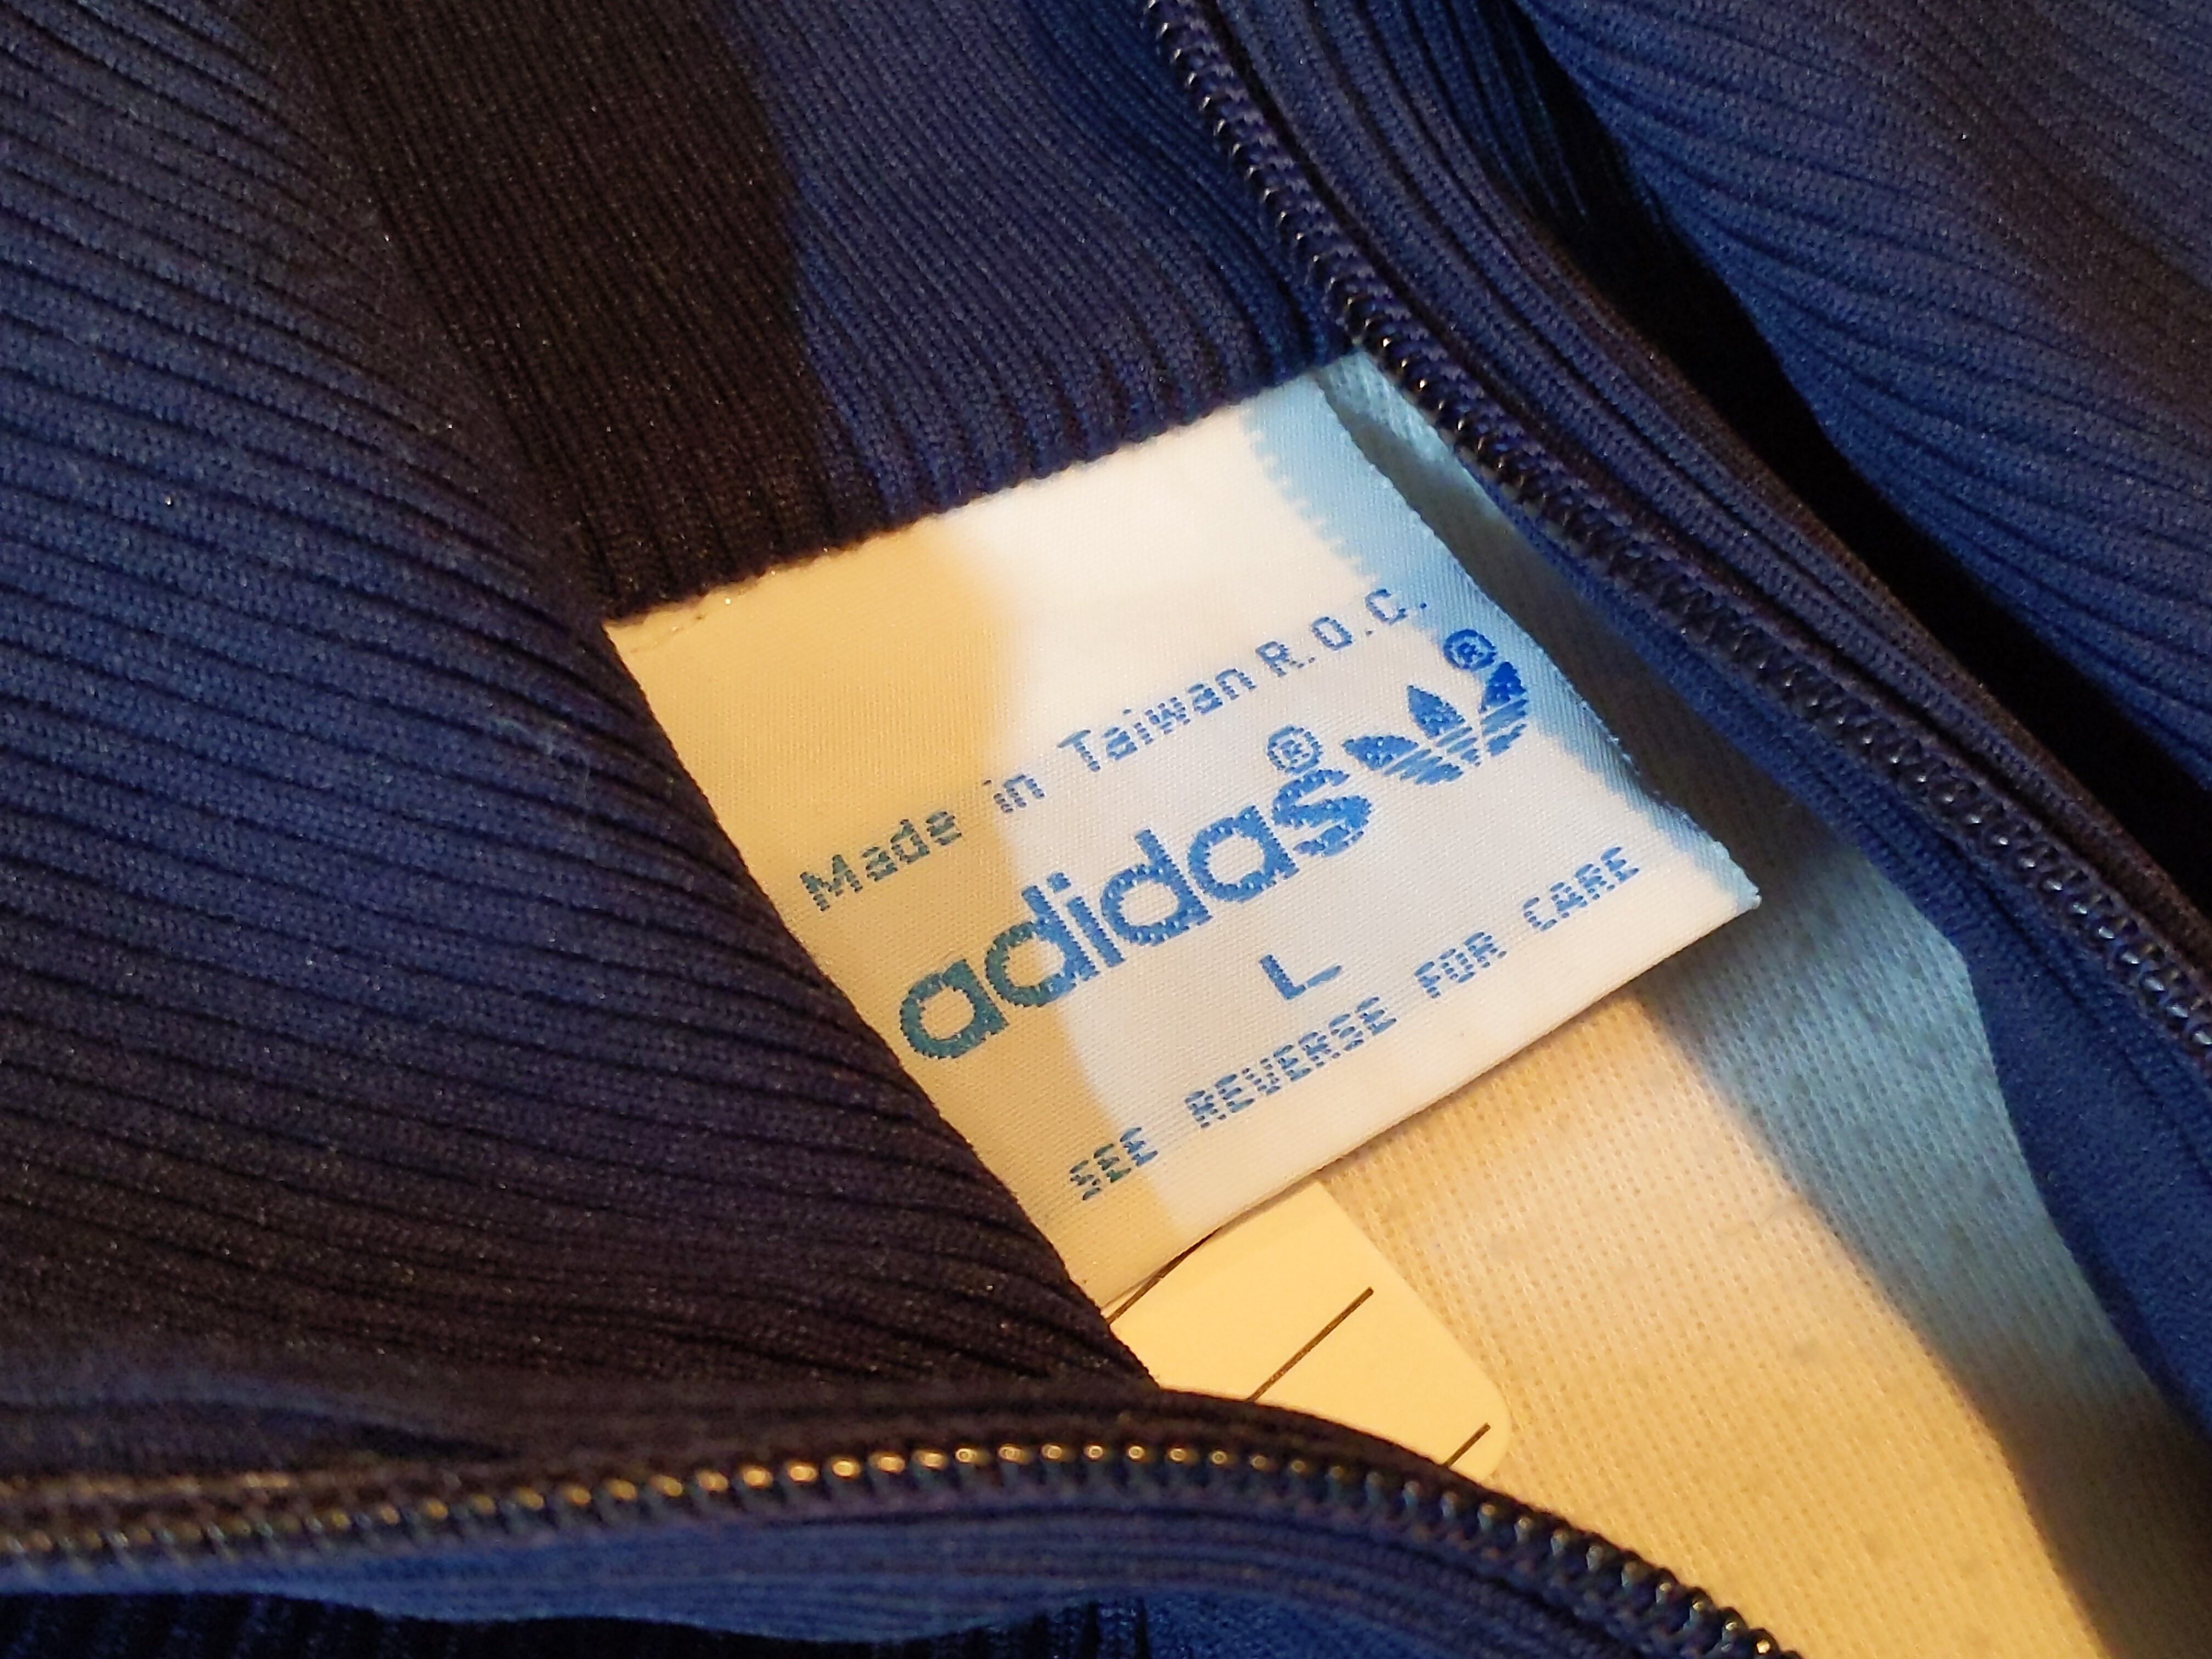 Made in Taiwan R.O.C.
adidas® ®
L
SEE REVERSE FOR CARE